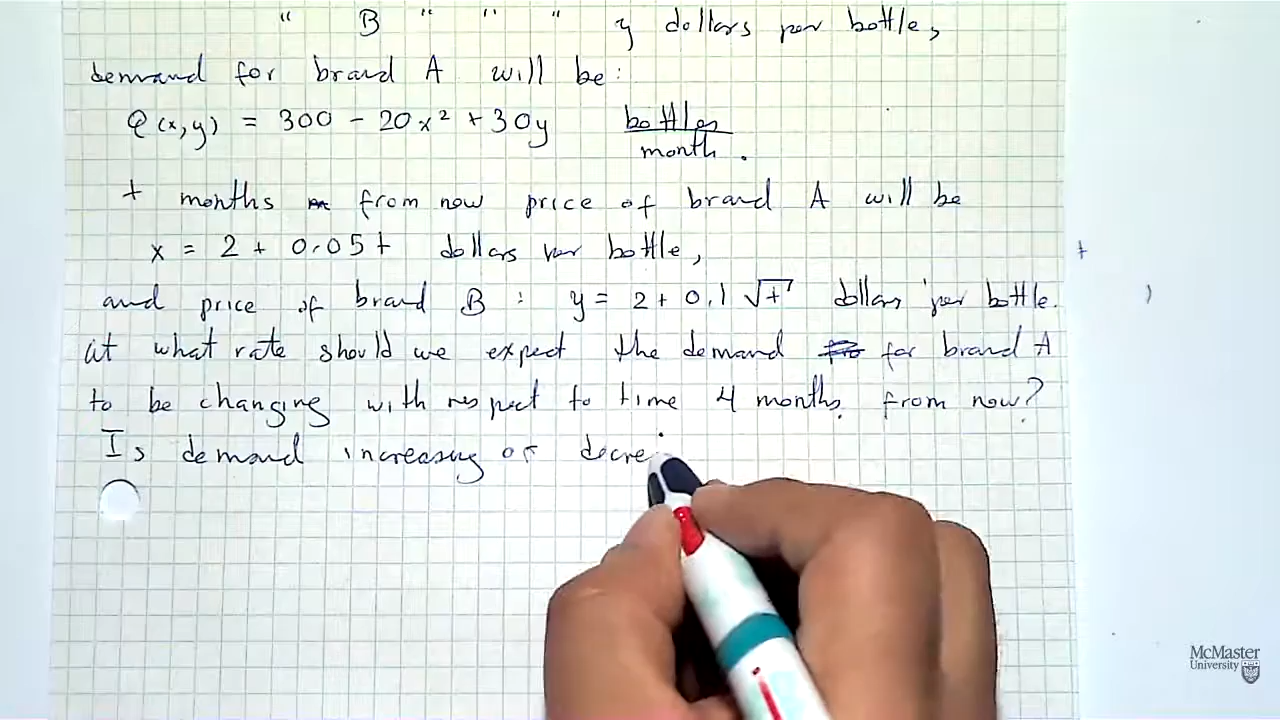 " B " " " y dollars per bottle,
demand for brand A will be:
Q(x,y) = 300 - 20x² + 30y bottles/month.
t months from now price of brand A will be
x = 2 + 0.05t dollars per bottle,
and price of brand B : y = 2 + 0.1 √t dollars per bottle.
at what rate should we expect the demand for brand A
to be changing with respect to time 4 months from now?
Is demand increasing or decre
McMaster
University